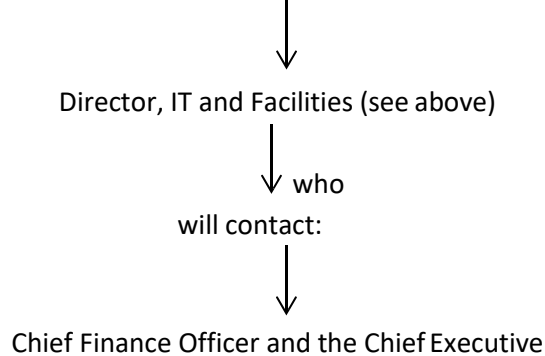 Director, IT and Facilities (see above)
who
will contact:
Chief Finance Officer and the Chief Executive